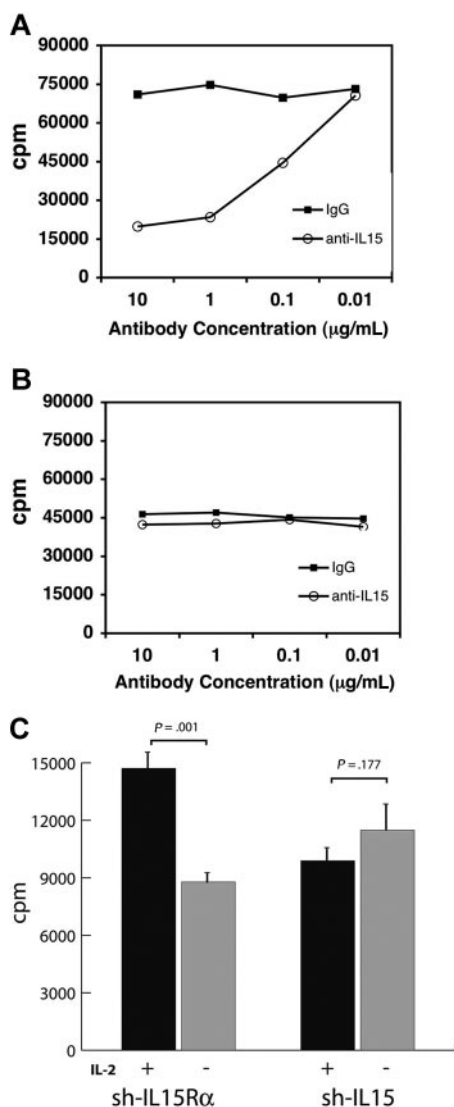 A
90000
75000
60000
45000
30000
15000
0
cpm
IgG
anti-IL15
10 1 0.1 0.01
Antibody Concentration (µg/mL)
B
90000
75000
60000
45000
30000
15000
0
cpm
IgG
anti-IL15
10 1 0.1 0.01
Antibody Concentration (µg/mL)
C
P = .001
P = .177
15000
12000
9000
6000
3000
0
cpm
IL-2 + - + -
sh-IL15Rα sh-IL15